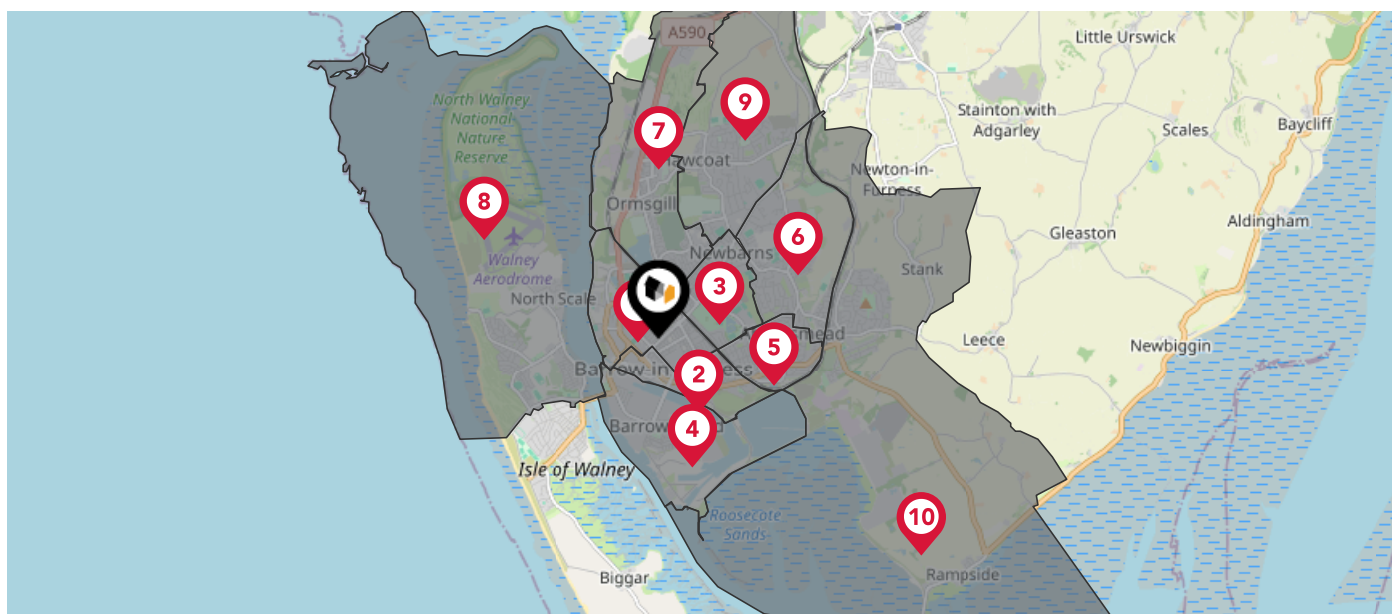 A590
Little Urswick
9
North Walney
National
Nature
Reserve
Stainton with
Adgarley
Scales
Baycliff
7
Newton-in-
Furness
8
Ormsgill
Aldingham
6
Gleaston
Newbarns
Walney
Aerodrome
Stank
3
North Scale
Leece
Newbiggin
5
2
4
Isle of Walney
10
Roosecote
Sands
Biggar
Rampside